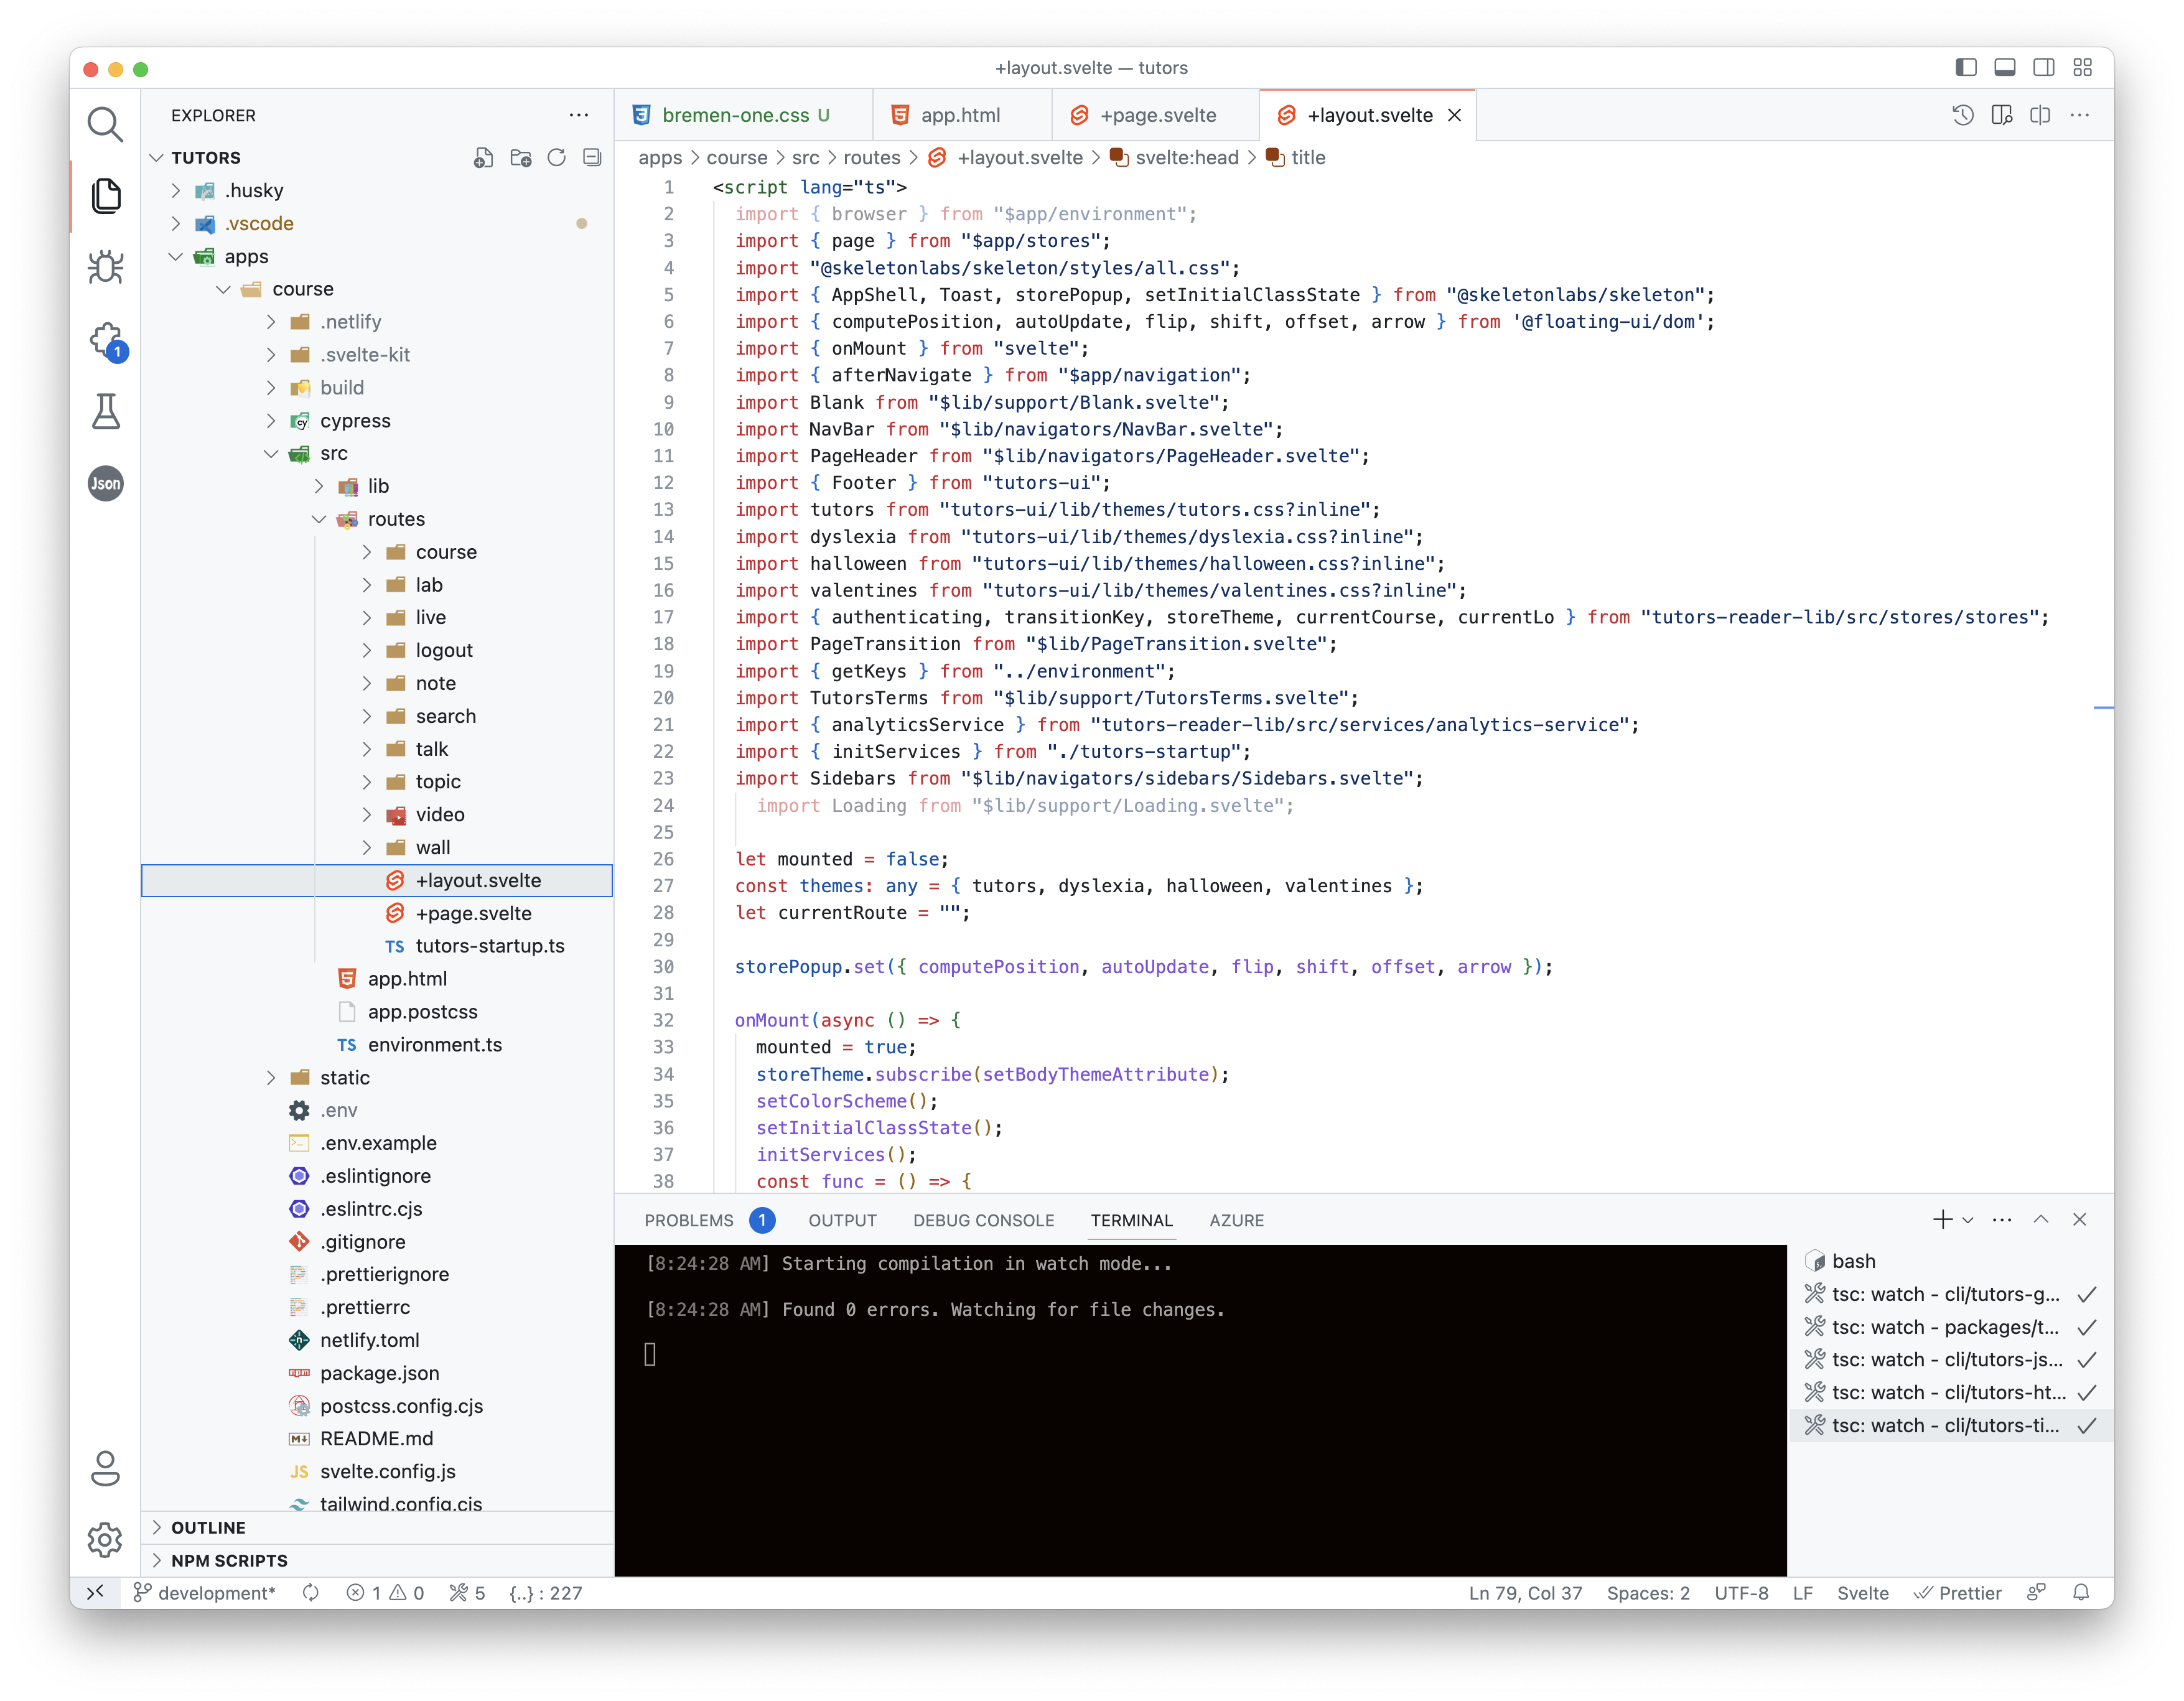 +layout.svelte — tutors
EXPLORER
TUTORS
.husky
.vscode
apps
course
.netlify
.svelte-kit
build
cypress
src
lib
routes
course
lab
live
logout
note
search
talk
topic
video
wall
+layout.svelte
+page.svelte
TS tutors-startup.ts
app.html
app.postcss
TS environment.ts
static
.env
.env.example
.eslintignore
.eslintrc.cjs
.gitignore
.prettierignore
.prettierrc
netlify.toml
package.json
postcss.config.cjs
README.md
JS svelte.config.js
tailwind.config.cjs
OUTLINE
NPM SCRIPTS
1
Json
bremen-one.css U
app.html
+page.svelte
+layout.svelte
apps > course > src > routes > +layout.svelte > svelte:head > title
1 <script lang="ts">
2 import { browser } from "$app/environment";
3 import { page } from "$app/stores";
4 import "@skeletonlabs/skeleton/styles/all.css";
5 import { AppShell, Toast, storePopup, setInitialClassState } from "@skeletonlabs/skeleton";
6 import { computePosition, autoUpdate, flip, shift, offset, arrow } from '@floating-ui/dom';
7 import { onMount } from "svelte";
8 import { afterNavigate } from "$app/navigation";
9 import Blank from "$lib/support/Blank.svelte";
10 import NavBar from "$lib/navigators/NavBar.svelte";
11 import PageHeader from "$lib/navigators/PageHeader.svelte";
12 import { Footer } from "tutors-ui";
13 import tutors from "tutors-ui/lib/themes/tutors.css?inline";
14 import dyslexia from "tutors-ui/lib/themes/dyslexia.css?inline";
15 import halloween from "tutors-ui/lib/themes/halloween.css?inline";
16 import valentines from "tutors-ui/lib/themes/valentines.css?inline";
17 import { authenticating, transitionKey, storeTheme, currentCourse, currentLo } from "tutors-reader-lib/src/stores/stores";
18 import PageTransition from "$lib/PageTransition.svelte";
19 import { getKeys } from "../environment";
20 import TutorsTerms from "$lib/support/TutorsTerms.svelte";
21 import { analyticsService } from "tutors-reader-lib/src/services/analytics-service";
22 import { initServices } from "./tutors-startup";
23 import Sidebars from "$lib/navigators/sidebars/Sidebars.svelte";
24 import Loading from "$lib/support/Loading.svelte";
25
26 let mounted = false;
27 const themes: any = { tutors, dyslexia, halloween, valentines };
28 let currentRoute = "";
29
30 storePopup.set({ computePosition, autoUpdate, flip, shift, offset, arrow });
31
32 onMount(async () => {
33 mounted = true;
34 storeTheme.subscribe(setBodyThemeAttribute);
35 setColorScheme();
36 setInitialClassState();
37 initServices();
38 const func = () => {
PROBLEMS 1 OUTPUT DEBUG CONSOLE TERMINAL AZURE
[8:24:28 AM] Starting compilation in watch mode...
[8:24:28 AM] Found 0 errors. Watching for file changes.
bash
tsc: watch - cli/tutors-g...
tsc: watch - packages/t...
tsc: watch - cli/tutors-js...
tsc: watch - cli/tutors-ht...
tsc: watch - cli/tutors-ti...
development* 1 0 5 {..} : 227
Ln 79, Col 37 Spaces: 2 UTF-8 LF Svelte Prettier